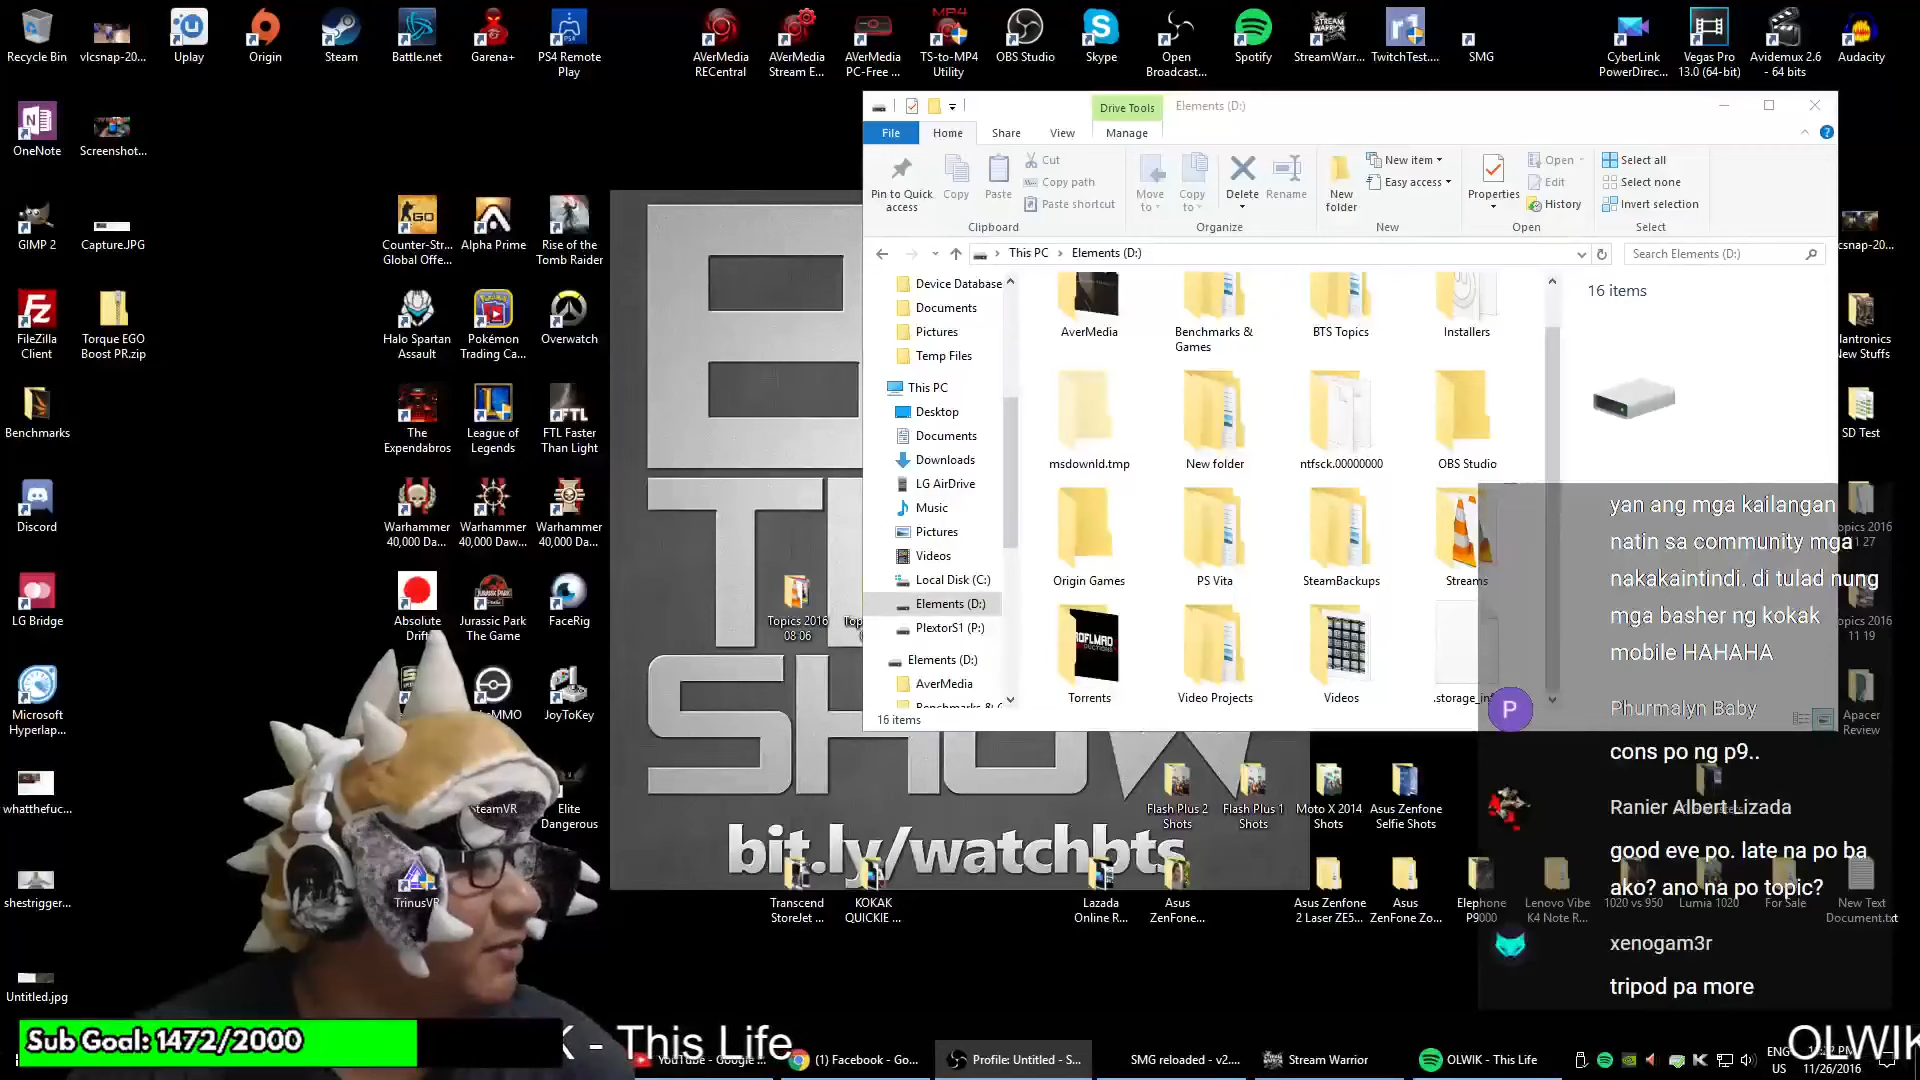 Recycle Bin
vlcsnap-20...
Uplay
Origin
Steam
Battle.net
Garena+
PS4 Remote
Play
AVerMedia
RECentral
AVerMedia
Stream E...
AVerMedia
PC-Free ...
TS-to-MP4
Utility
OBS Studio
Skype
Open
Broadcast...
Spotify
StreamWarr...
TwitchTest....
SMG
CyberLink
PowerDirec...
Vegas Pro
13.0 (64-bit)
Avidemux 2.6
- 64 bits
Audacity
OneNote
Screenshot...
GIMP 2
Capture.JPG
Counter-Str...
Global Offe...
Alpha Prime
Rise of the
Tomb Raider
FileZilla
Client
Torque EGO
Boost PR.zip
Halo Spartan
Assault
Pokémon
Trading Ca...
Overwatch
Benchmarks
The
Expendabros
League of
Legends
FTL Faster
Than Light
Discord
Warhammer
40,000 Da...
Warhammer
40,000 Daw...
Warhammer
40,000 Da...
LG Bridge
Absolute
Drift
Jurassic Park
The Game
FaceRig
Microsoft
Hyperlap...
JoyToKey
whatthefuc...
SteamVR
Elite
Dangerous
shestrigger...
TrinusVR
Untitled.jpg
Topics 2016
08 06
Drive Tools
Elements (D:)
File
Home
Share
View
Manage
Pin to Quick
access
Copy
Paste
Cut
Copy path
Paste shortcut
Clipboard
Move
to
Copy
to
Delete
Rename
Organize
New
folder
New item
Easy access
New
Properties
Open
Edit
History
Open
Select all
Select none
Invert selection
Select
This PC > Elements (D:)
Search Elements (D:)
Device Database
Documents
Pictures
Temp Files
This PC
Desktop
Documents
Downloads
LG AirDrive
Music
Pictures
Videos
Local Disk (C:)
Elements (D:)
PlextorS1 (P:)
Elements (D:)
AverMedia
AverMedia
Benchmarks &
Games
BTS Topics
Installers
msdownld.tmp
New folder
ntfsck.00000000
OBS Studio
Origin Games
PS Vita
SteamBackups
Streams
Torrents
Video Projects
Videos
16 items
16 items
SD Test
Apacer
Review
SHOW
bit.ly/watchbts
yan ang mga kailangan
natin sa community mga
nakakaintindi. di tulad nung
mga basher ng kokak
mobile HAHAHA
P
Phurmalyn Baby
cons po ng p9..
Ranier Albert Lizada
good eve po. late na po ba
ako? ano na po topic?
xenogam3r
tripod pa more
Flash Plus 2
Shots
Flash Plus 1
Shots
Moto X 2014
Shots
Asus Zenfone
Selfie Shots
Transcend
StoreJet ...
KOKAK
QUICKIE ...
Lazada
Online R...
Asus
ZenFone...
Asus Zenfone
2 Laser ZE5...
Asus
ZenFone Zo...
Elephone
P9000
Lenovo Vibe
K4 Note R...
1020 vs 950
Lumia 1020
For Sale
New Text
Document.txt
Sub Goal: 1472/2000
K - This Life
OLWIK
YouTube - Google ...
(1) Facebook - Go...
Profile: Untitled - S...
SMG reloaded - v2....
Stream Warrior
OLWIK - This Life
ENG
US
11/26/2016